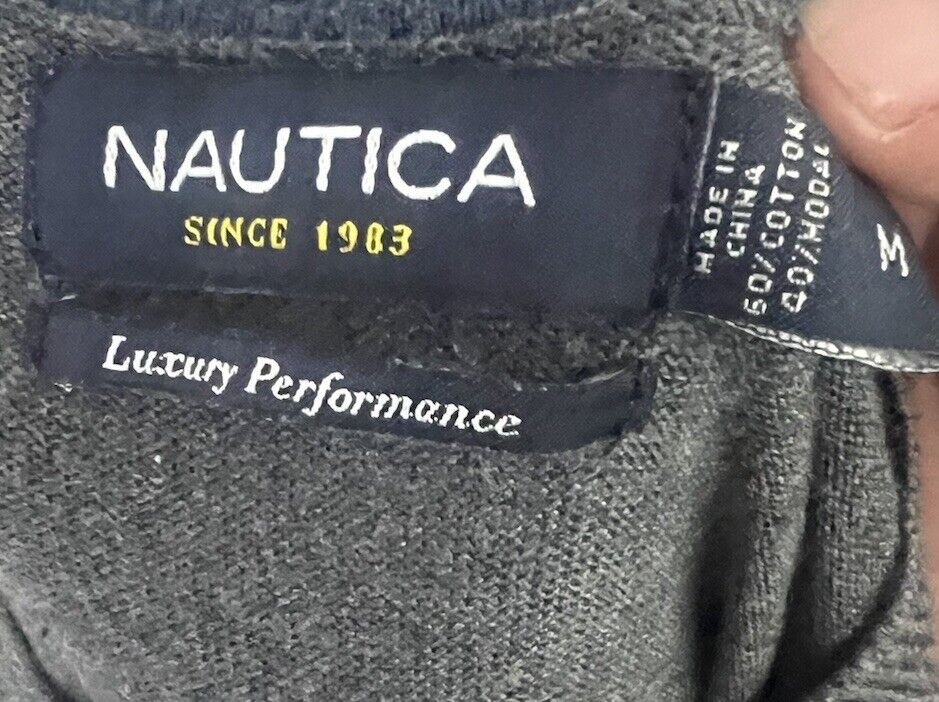 NAUTICA
SINCE 1983
Luxury Performance
MADE IN
CHINA
60%COTTON
40%MODAL
M